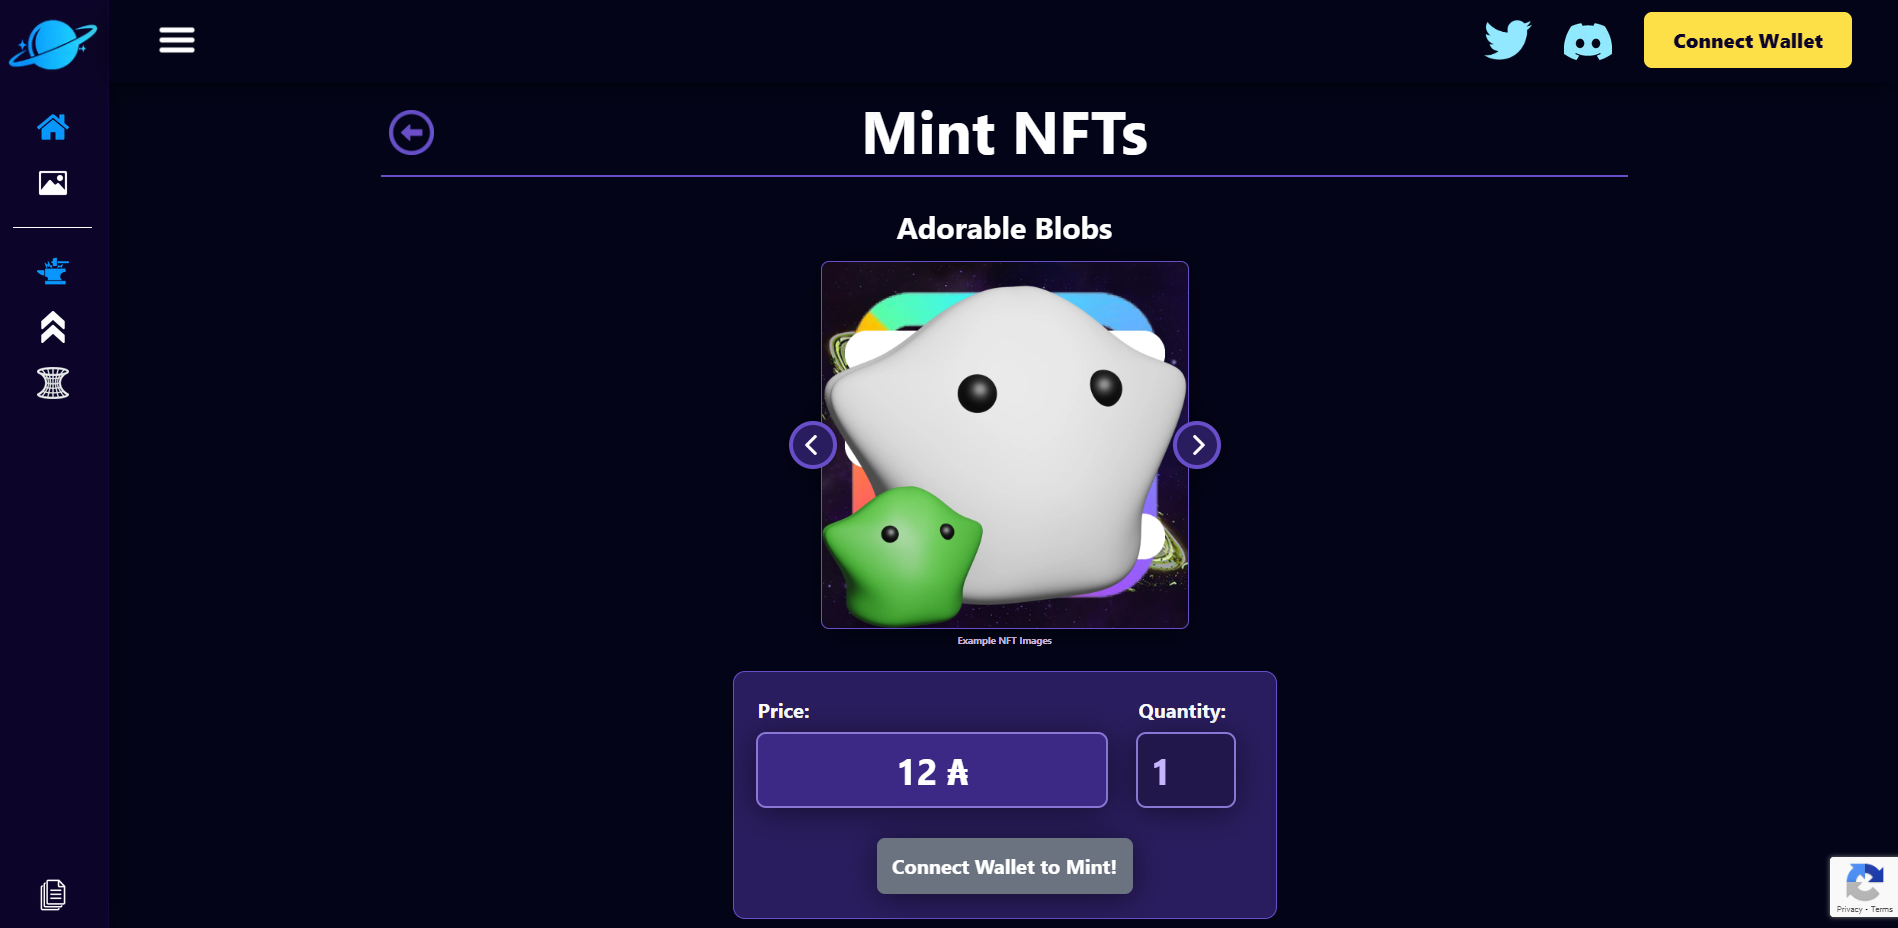 Connect Wallet
Mint NFTs
Adorable Blobs
Example NFT Images
Price:
Quantity:
12 ₳
1
Connect Wallet to Mint!
Privacy - Terms